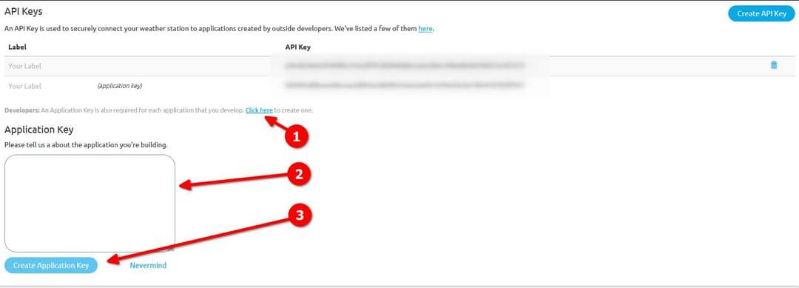 API Keys
Create API Key
An API Key is used to securely connect your weather station to applications created by outside developers. We've listed a few of them here.
Label API Key
Your Label
Your Label (application key)
Developers: An Application Key is also required for each application that you develop. Click here to create one.
1
Application Key
Please tell us a about the application you're building.
2
3
Create Application Key Nevermind